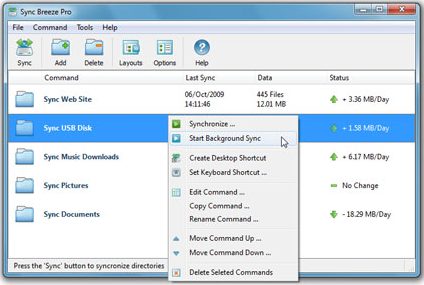 Sync Breeze Pro
File Command Tools Help
Sync Add Delete Layouts Options Help
Command Last Sync Data Status
Sync Web Site 06/Oct/2009 14:11:46 445 Files 12.01 MB + 3.36 MB/Day
Sync USB Disk + 1.58 MB/Day
Sync Music Downloads + 6.17 MB/Day
Sync Pictures No Change
Sync Documents - 18.29 MB/Day
Synchronize ...
Start Background Sync
Create Desktop Shortcut
Set Keyboard Shortcut ...
Edit Command ...
Copy Command ...
Rename Command ...
Move Command Up ...
Move Command Down ...
Delete Seleted Commands
Press the 'Sync' button to syncronize directories